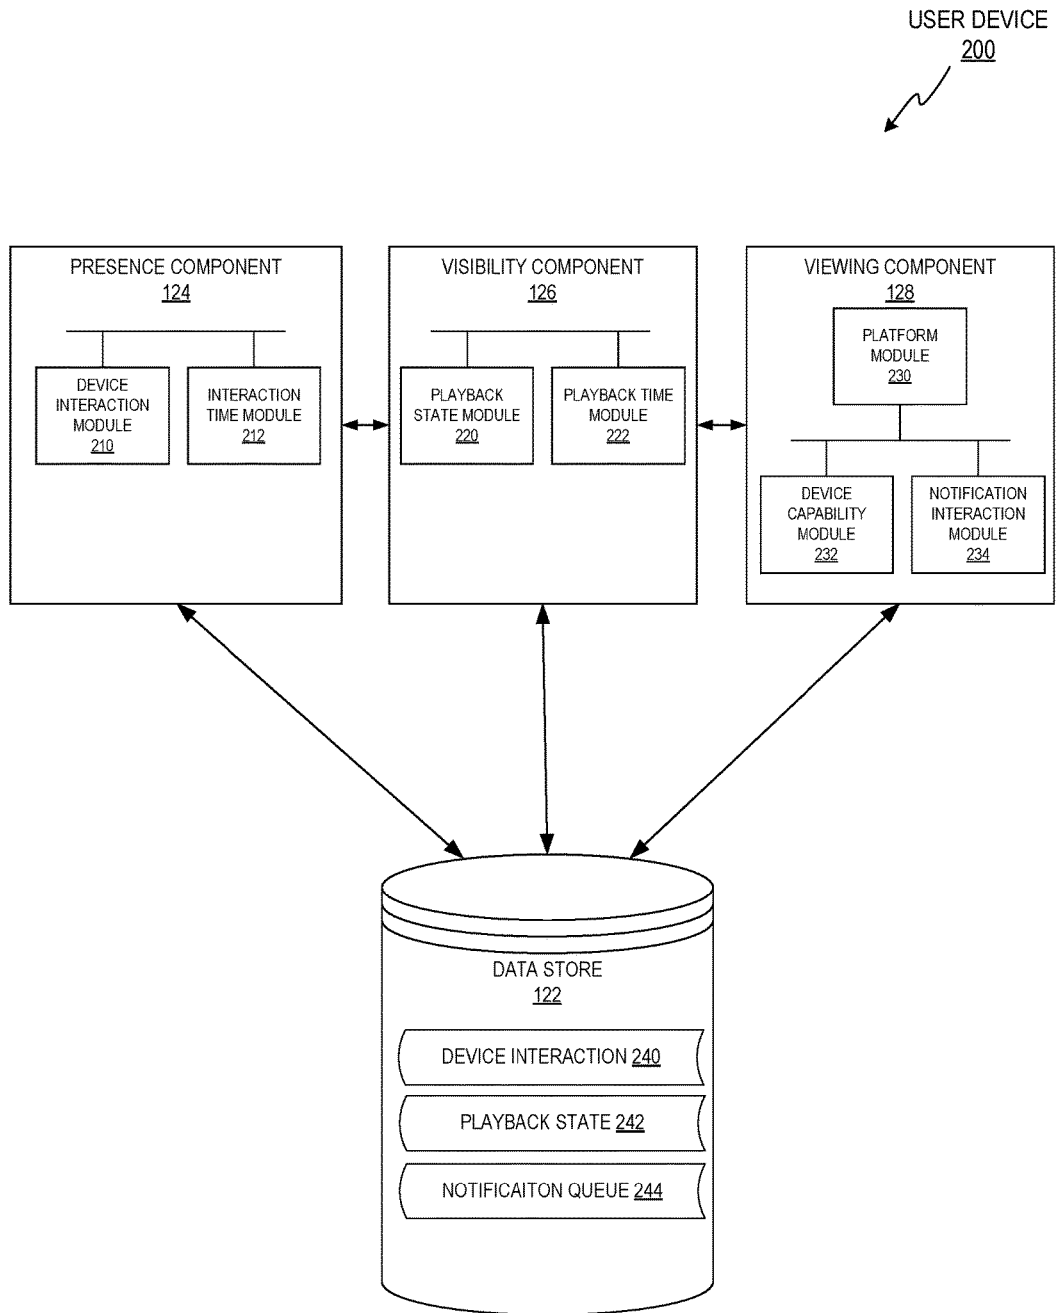 USER DEVICE
200
PRESENCE COMPONENT
124
DEVICE
INTERACTION
MODULE
210
INTERACTION
TIME MODULE
212
VISIBILITY COMPONENT
126
PLAYBACK
STATE MODULE
220
PLAYBACK TIME
MODULE
222
VIEWING COMPONENT
128
PLATFORM
MODULE
230
DEVICE
CAPABILITY
MODULE
232
NOTIFICATION
INTERACTION
MODULE
234
DATA STORE
122
DEVICE INTERACTION 240
PLAYBACK STATE 242
NOTIFICAITON QUEUE 244